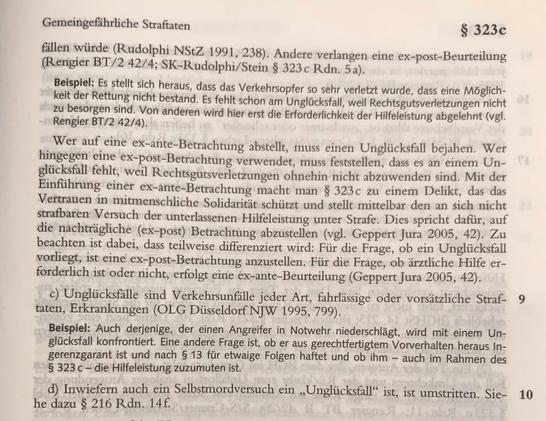 Gemeingefährliche Straftaten § 323c
fällen würde (Rudolphi NStZ 1991, 238). Andere verlangen eine ex-post-Beurteilung
(Rengier BT/2 42/4; SK-Rudolphi/Stein § 323 c Rdn. 5 a).
Beispiel: Es stellt sich heraus, dass das Verkehrsopfer so sehr verletzt wurde, dass eine Möglich-
keit der Rettung nicht bestand. Es fehlt schon am Unglücksfall, weil Rechtsgutsverletzungen nicht
zu besorgen sind. Von anderen wird hier erst die Erforderlichkeit der Hilfeleistung abgelehnt (vgl.
Rengier BT/2 42/4).
Wer auf eine ex-ante-Betrachtung abstellt, muss einen Unglücksfall bejahen. Wer
hingegen eine ex-post-Betrachtung verwendet, muss feststellen, dass es an einem Un-
glücksfall fehlt, weil Rechtsgutsverletzungen ohnehin nicht abzuwenden sind. Mit der
Einführung einer ex-ante-Betrachtung macht man § 323 c zu einem Delikt, das das
Vertrauen in mitmenschliche Solidarität schützt und stellt mittelbar den an sich nicht
strafbaren Versuch der unterlassenen Hilfeleistung unter Strafe. Dies spricht dafür, auf
die nachträgliche (ex-post) Betrachtung abzustellen (vgl. Geppert Jura 2005, 42). Zu
beachten ist dabei, dass teilweise differenziert wird: Für die Frage, ob ein Unglücksfall
vorliegt, ist eine ex-post-Betrachtung anzustellen. Für die Frage, ob ärztliche Hilfe er-
forderlich ist oder nicht, erfolgt eine ex-ante-Beurteilung (Geppert Jura 2005, 42).
c) Unglücksfälle sind Verkehrsunfälle jeder Art, fahrlässige oder vorsätzliche Straf- 9
taten, Erkrankungen (OLG Düsseldorf NJW 1995, 799).
Beispiel: Auch derjenige, der einen Angreifer in Notwehr niederschlägt, wird mit einem Un-
glücksfall konfrontiert. Eine andere Frage ist, ob er aus gerechtfertigtem Vorverhalten heraus In-
gerenzgarant ist und nach § 13 für etwaige Folgen haftet und ob ihm – auch im Rahmen des
§ 323 c – die Hilfeleistung zuzumuten ist.
d) Inwiefern auch ein Selbstmordversuch ein „Unglücksfall" ist, ist umstritten. Sie- 10
he dazu § 216 Rdn. 14 f.